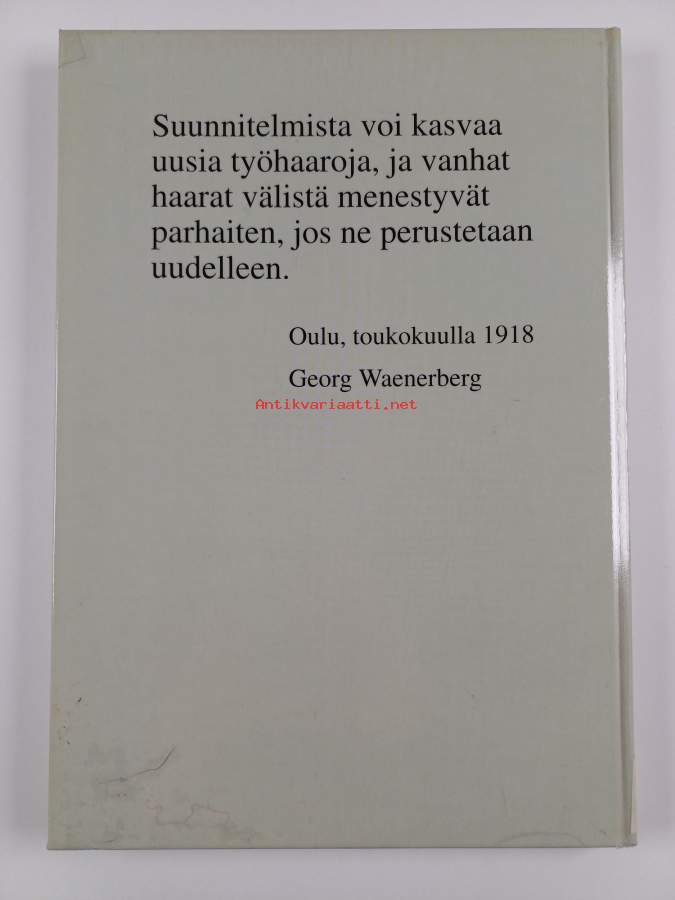 Suunnitelmista voi kasvaa
uusia työhaaroja, ja vanhat
haarat välistä menestyvät
parhaiten, jos ne perustetaan
uudelleen.
Oulu, toukokuulla 1918
Georg Waenerberg
Antikvariaatti.net